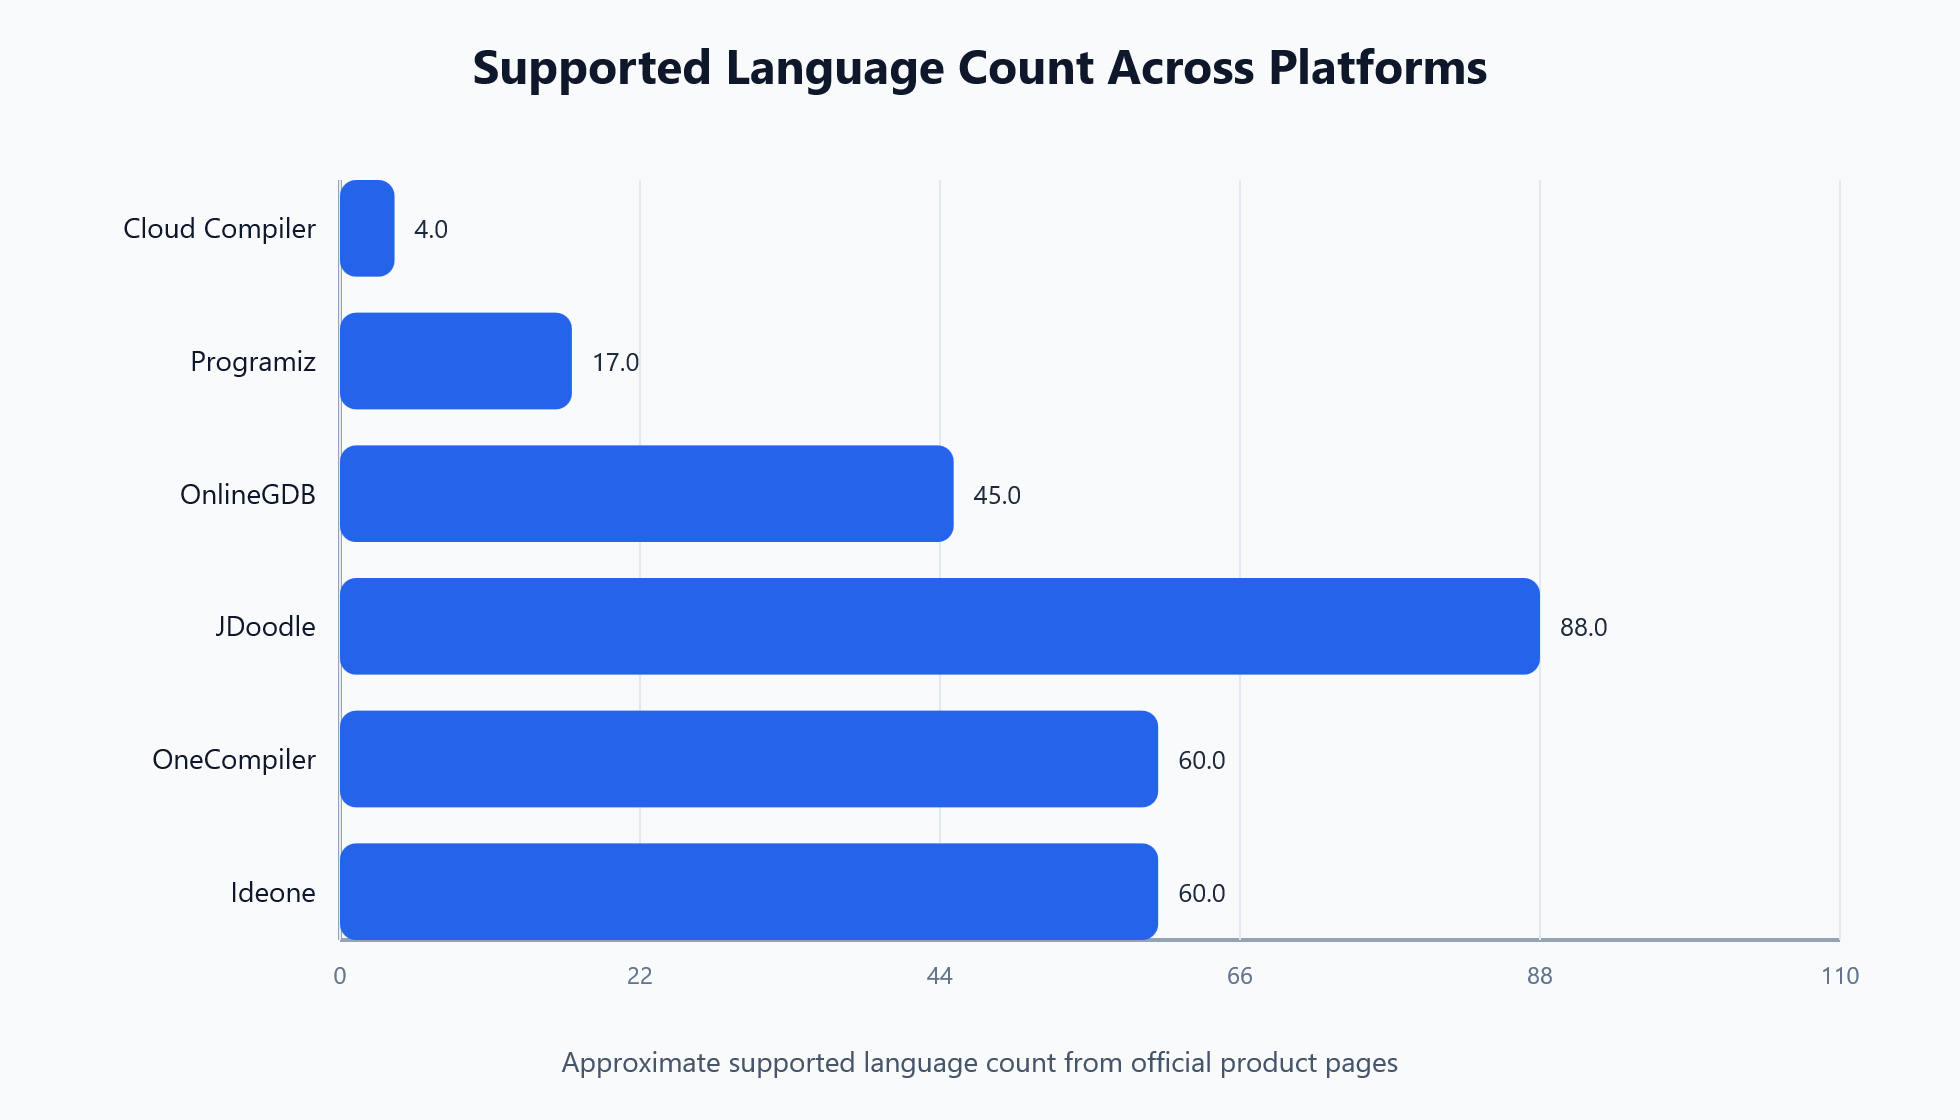 Supported Language Count Across Platforms
Cloud Compiler 4.0
Programiz 17.0
OnlineGDB 45.0
JDoodle 88.0
OneCompiler 60.0
Ideone 60.0
0 22 44 66 88 110
Approximate supported language count from official product pages